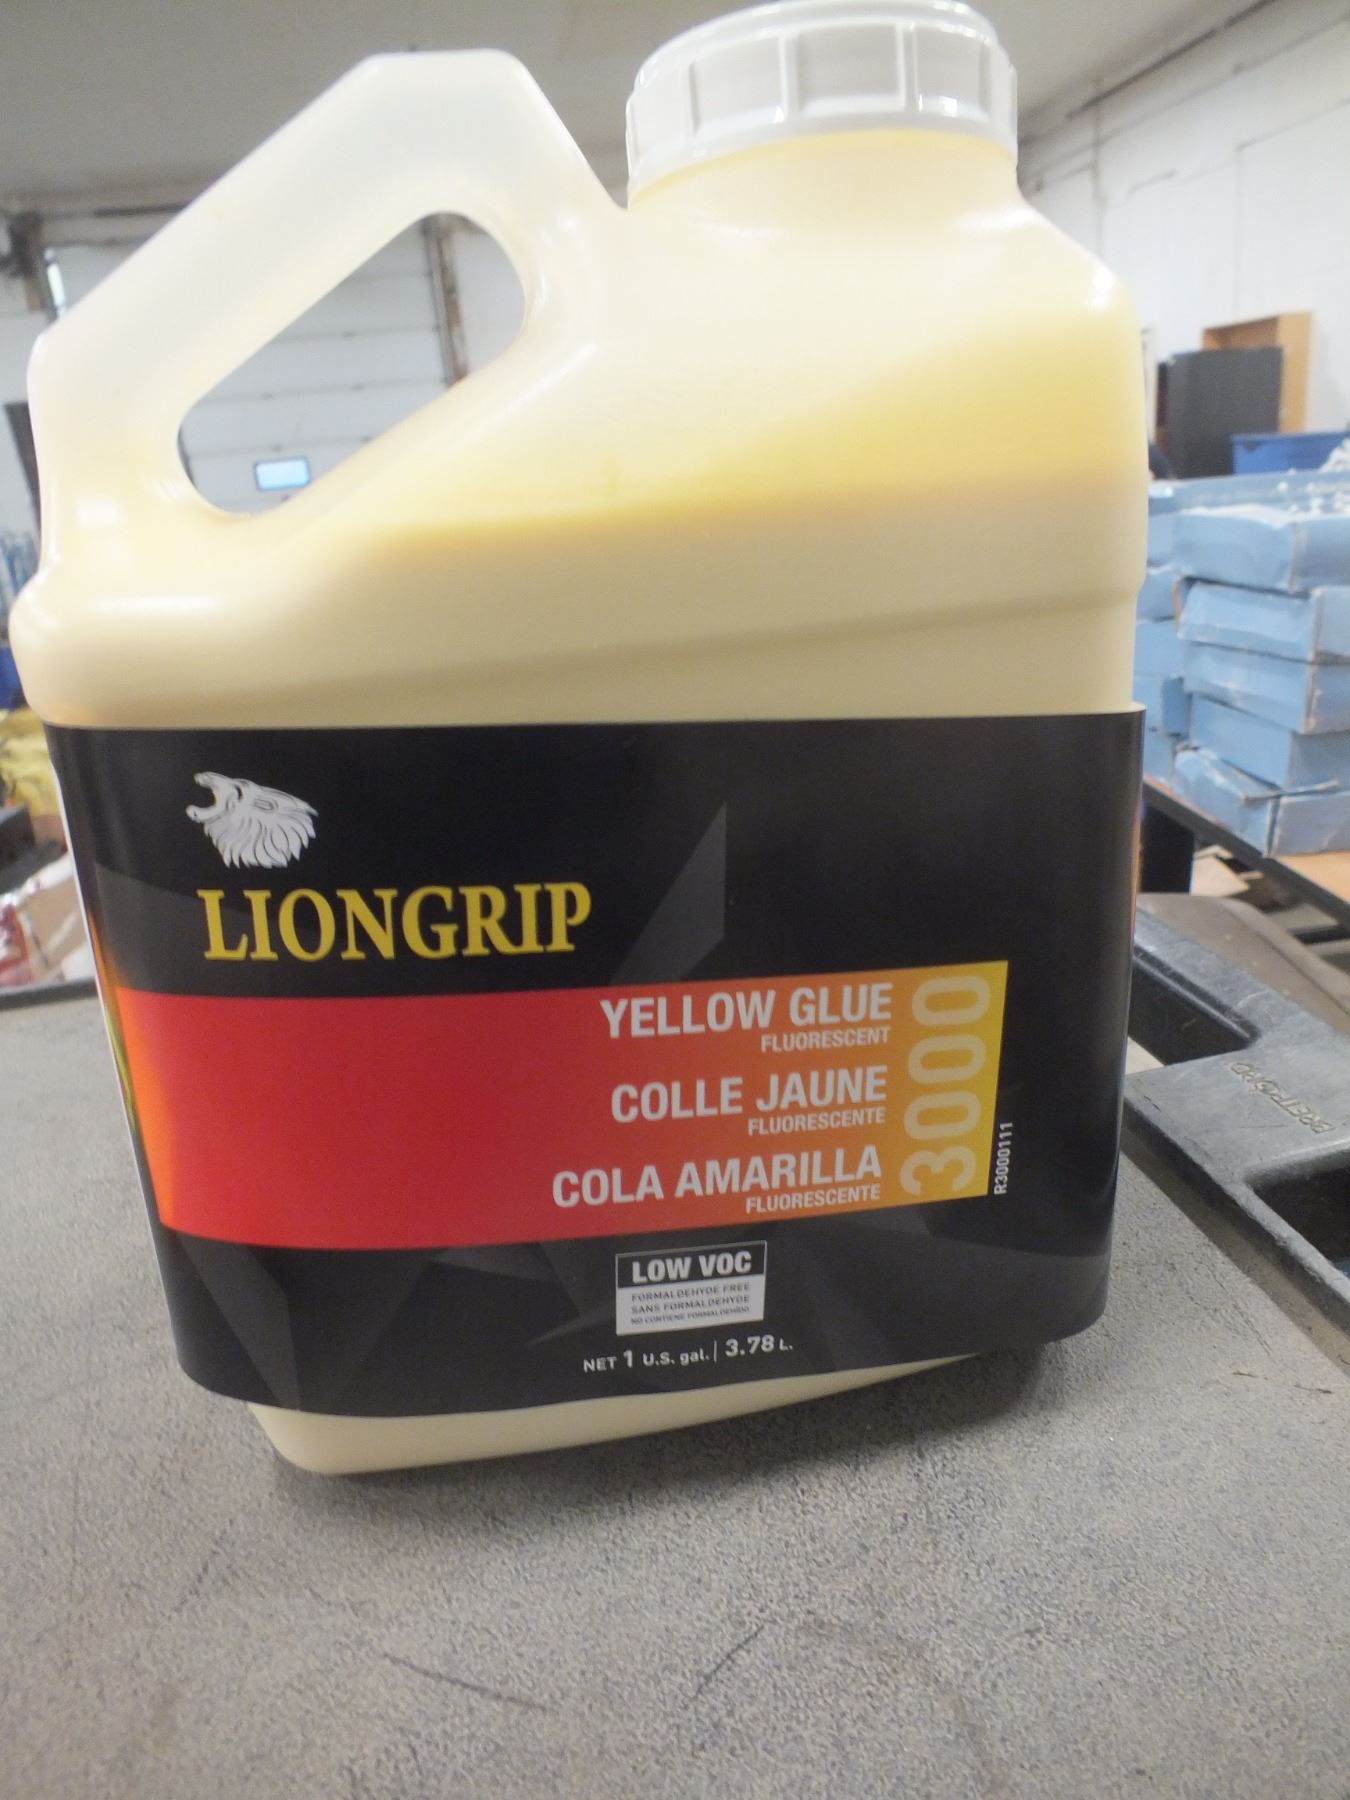 LIONGRIP
YELLOW GLUE
FLUORESCENT
COLLE JAUNE
FLUORESCENTE
COLA AMARILLA
FLUORESCENTE
3000
R3000111
LOW VOC
FORMALDEHYDE FREE
SANS FORMALDEHYDE
NO CONTIENE FORMALDEHÍDO
NET 1 U.S. gal. | 3.78 L.